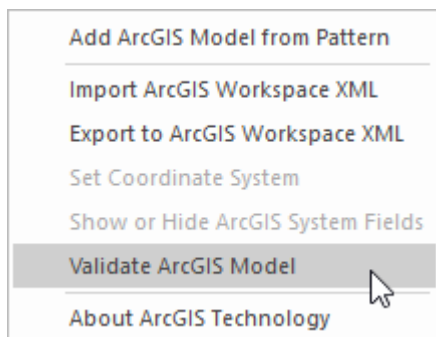 Add ArcGIS Model from Pattern
Import ArcGIS Workspace XML
Export to ArcGIS Workspace XML
Set Coordinate System
Show or Hide ArcGIS System Fields
Validate ArcGIS Model
About ArcGIS Technology